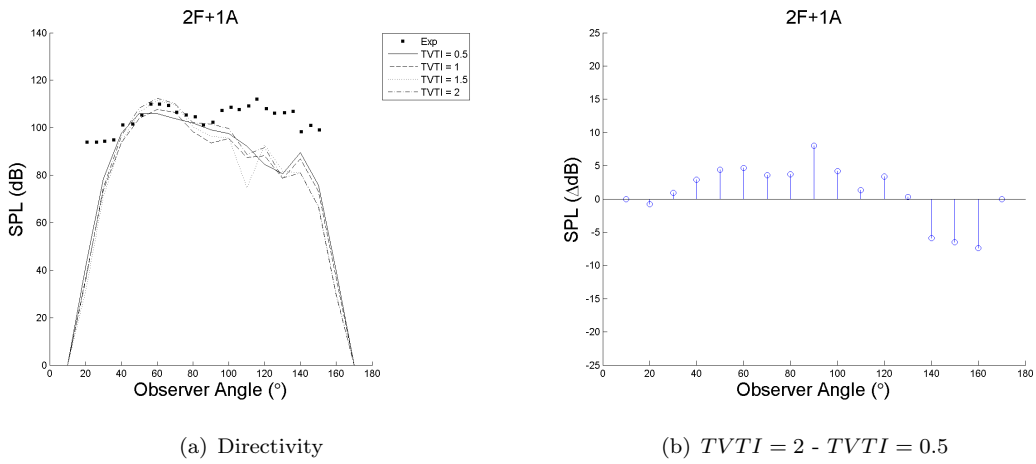 2F+1A
140
120
100
80
60
40
20
0
SPL (dB)
0 20 40 60 80 100 120 140 160 180
Observer Angle (°)
Exp
TVTI = 0.5
TVTI = 1
TVTI = 1.5
TVTI = 2
(a) Directivity
2F+1A
25
20
15
10
5
0
-5
-10
-15
-20
-25
SPL (ΔdB)
0 20 40 60 80 100 120 140 160 180
Observer Angle (°)
(b) TVTI = 2 - TVTI = 0.5